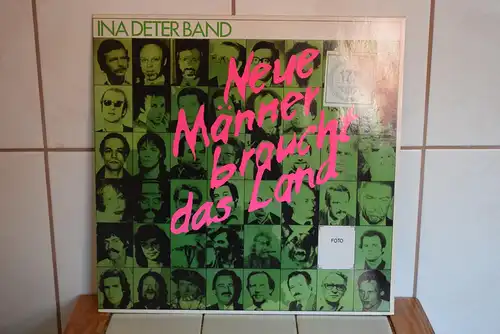 INA DETER BAND
Neue
Männer
braucht
das Land
FOTO